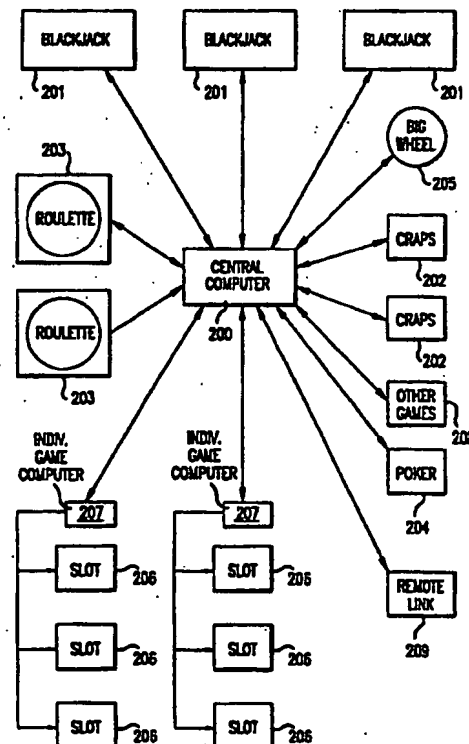 BLACKJACK
BLACKJACK
BLACKJACK
201
201
201
BIG
WHEEL
205
203
ROULETTE
CENTRAL
COMPUTER
200
CRAPS
202
ROULETTE
203
CRAPS
202
OTHER
GAMES
POKER
204
INDIV.
GAME
COMPUTER
207
INDIV.
GAME
COMPUTER
207
REMOTE
LINK
209
SLOT
206
SLOT
206
SLOT
206
SLOT
206
SLOT
206
SLOT
206